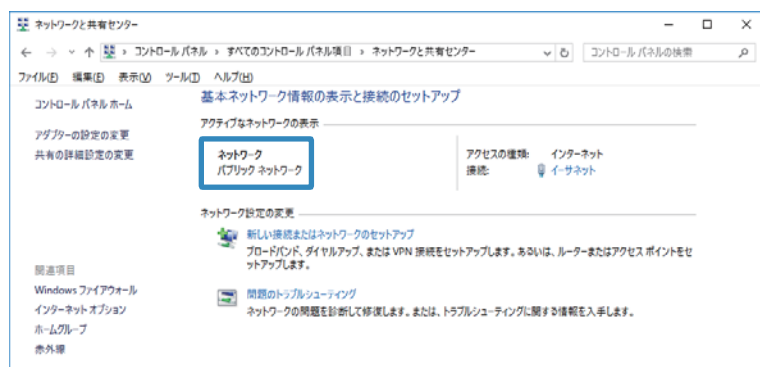 ネットワークと共有センター
コントロール パネル › すべてのコントロール パネル項目 › ネットワークと共有センター
コントロール パネルの検索
ファイル(F) 編集(E) 表示(V) ツール(T) ヘルプ(H)
コントロール パネル ホーム
アダプターの設定の変更
共有の詳細設定の変更
基本ネットワーク情報の表示と接続のセットアップ
アクティブなネットワークの表示
ネットワーク
パブリック ネットワーク
アクセスの種類: インターネット
接続: イーサネット
ネットワーク設定の変更
新しい接続またはネットワークのセットアップ
ブロードバンド、ダイヤルアップ、または VPN 接続をセットアップします。あるいは、ルーターまたはアクセス ポイントをセ
ットアップします。
問題のトラブルシューティング
ネットワークの問題を診断して修復します。または、トラブルシューティングに関する情報を入手します。
関連項目
Windows ファイアウォール
インターネット オプション
ホームグループ
赤外線